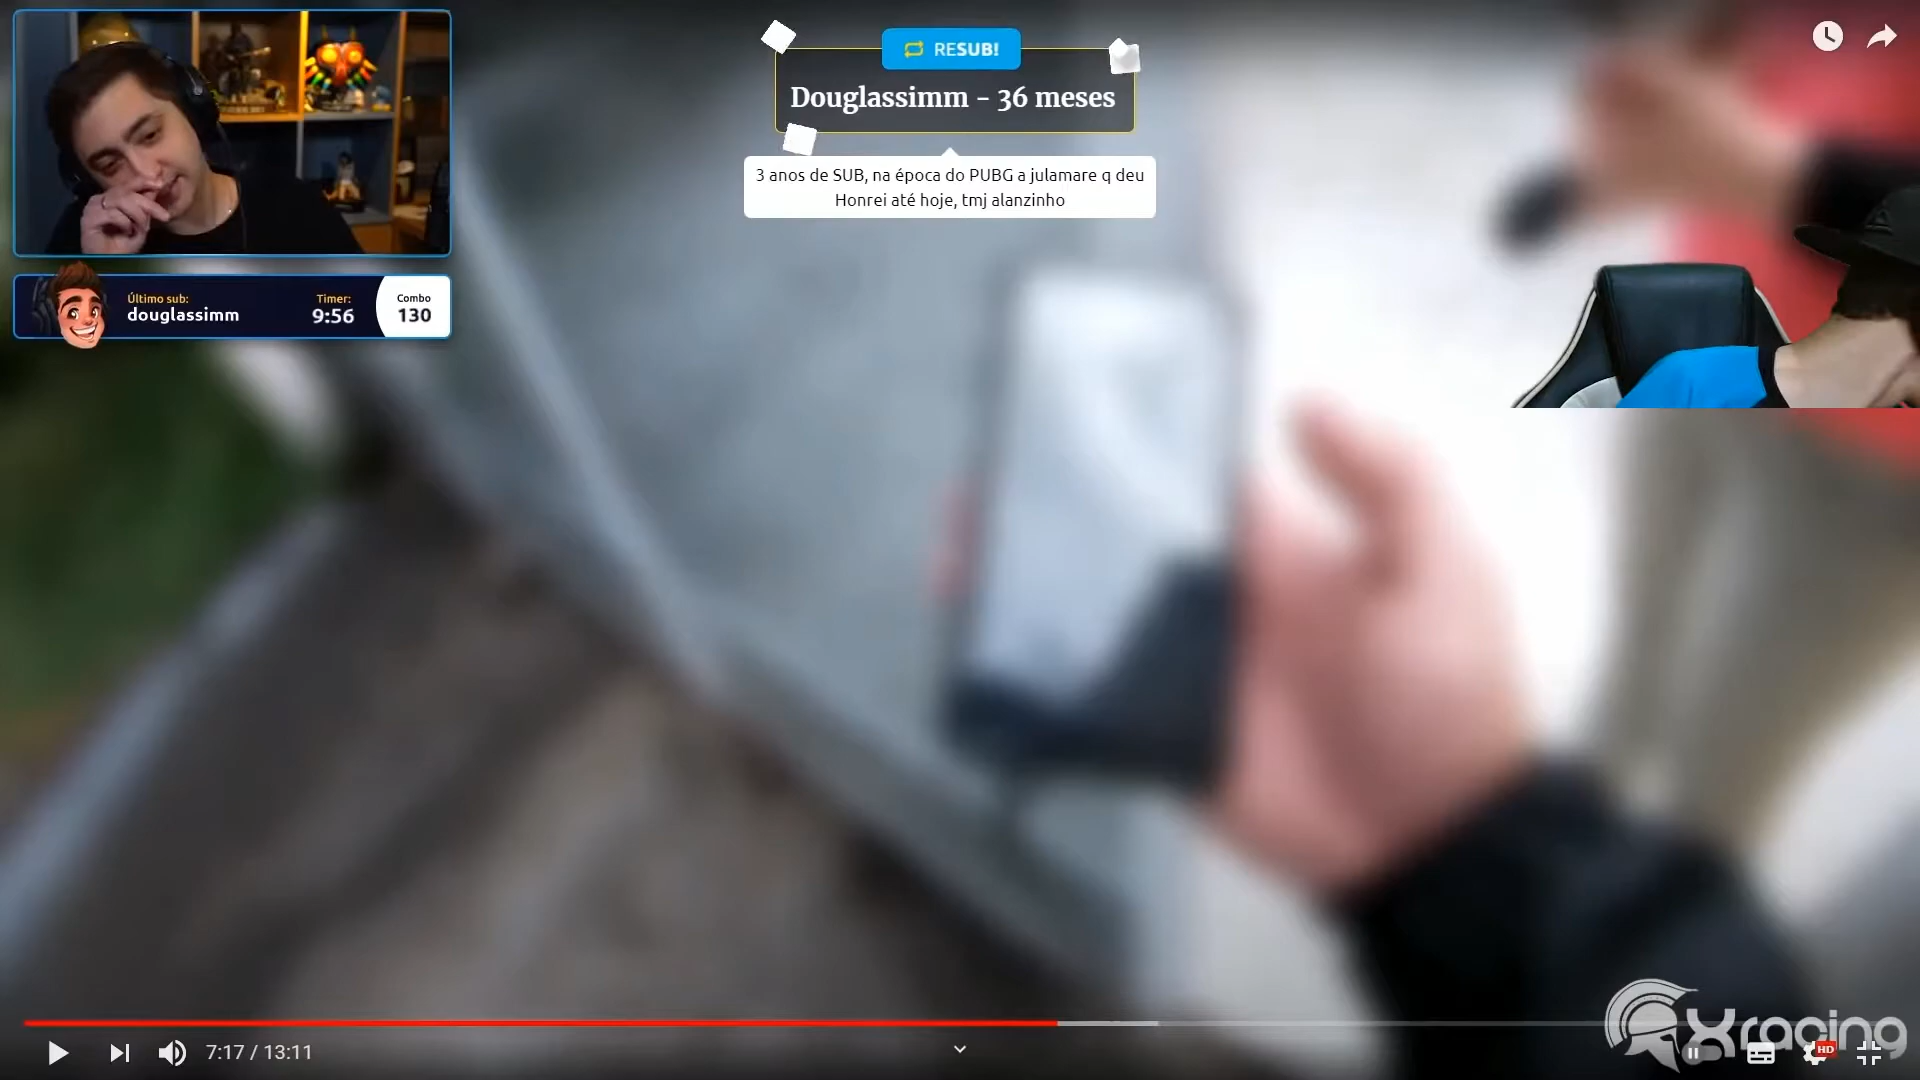 RESUB!
Douglassimm - 36 meses
3 anos de SUB, na época do PUBG a julamare q deu
Honrei até hoje, tmj alanzinho
Último sub:
douglassimm
Timer:
9:56
Combo
130
Xracing
7:17 / 13:11
HD